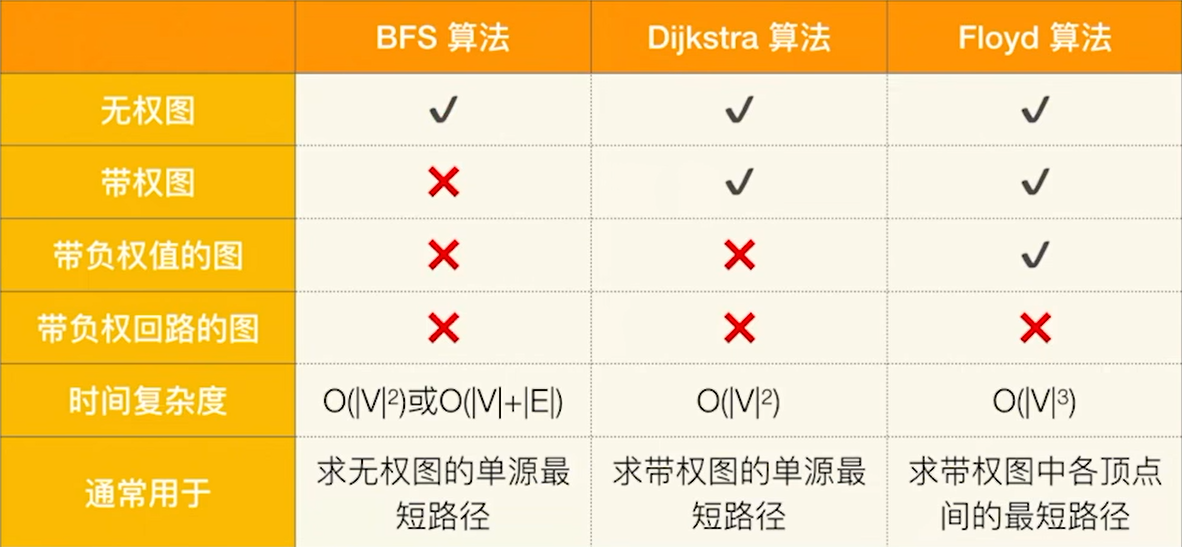 BFS 算法 Dijkstra 算法 Floyd 算法
无权图 ✓ ✓ ✓
带权图 ❌ ✓ ✓
带负权值的图 ❌ ❌ ✓
带负权回路的图 ❌ ❌ ❌
时间复杂度 O(|V|²)或O(|V|+|E|) O(|V|²) O(|V|³)
通常用于 求无权图的单源最短路径 求带权图的单源最短路径 求带权图中各顶点间的最短路径